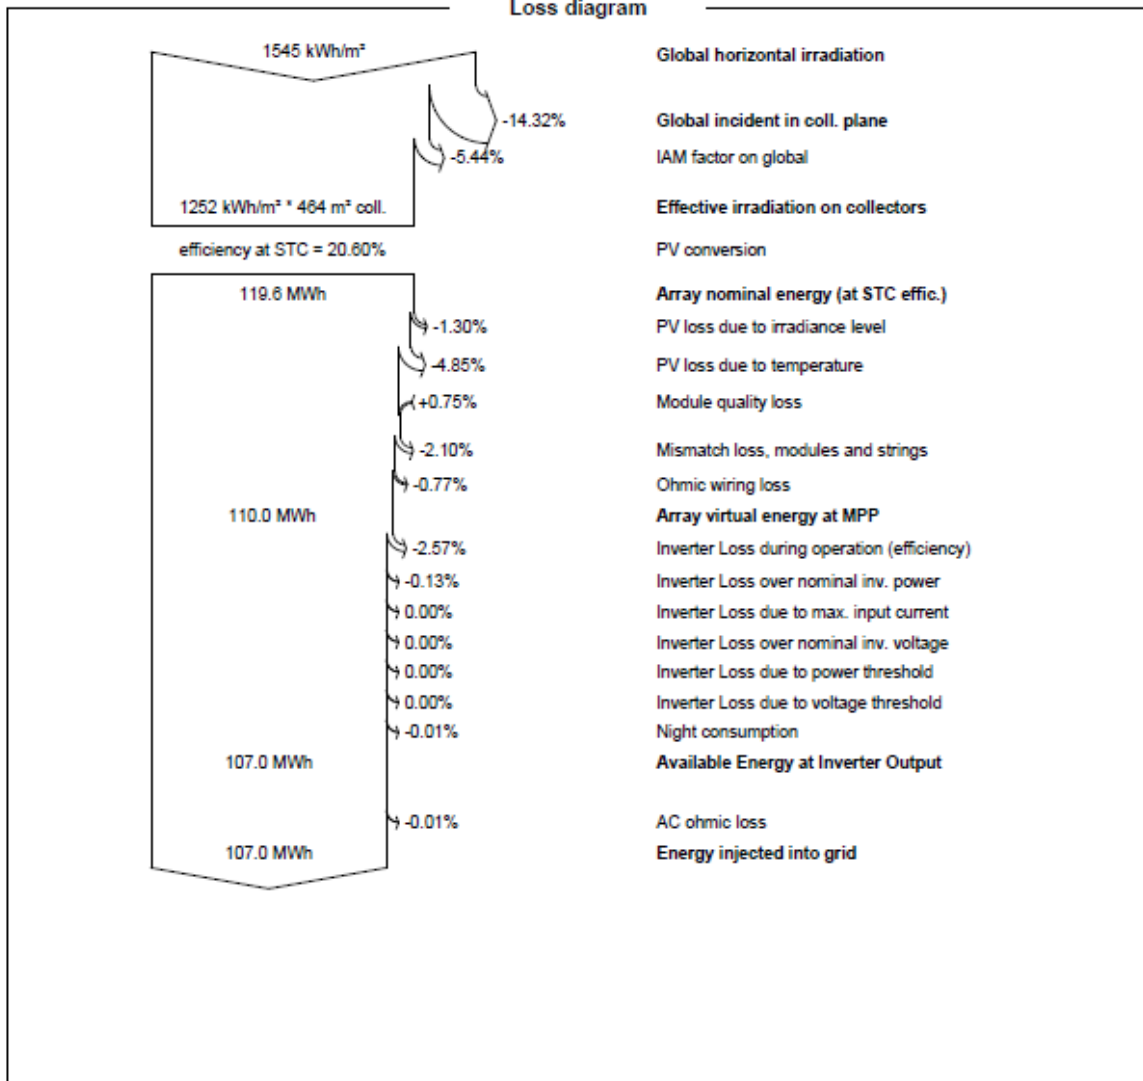 Loss diagram
1545 kWh/m² Global horizontal irradiation
-14.32% Global incident in coll. plane
-5.44% IAM factor on global
1252 kWh/m² * 464 m² coll. Effective irradiation on collectors
efficiency at STC = 20.60% PV conversion
119.6 MWh Array nominal energy (at STC effic.)
-1.30% PV loss due to irradiance level
-4.85% PV loss due to temperature
+0.75% Module quality loss
-2.10% Mismatch loss, modules and strings
-0.77% Ohmic wiring loss
110.0 MWh Array virtual energy at MPP
-2.57% Inverter Loss during operation (efficiency)
-0.13% Inverter Loss over nominal inv. power
0.00% Inverter Loss due to max. input current
0.00% Inverter Loss over nominal inv. voltage
0.00% Inverter Loss due to power threshold
0.00% Inverter Loss due to voltage threshold
-0.01% Night consumption
107.0 MWh Available Energy at Inverter Output
-0.01% AC ohmic loss
107.0 MWh Energy injected into grid